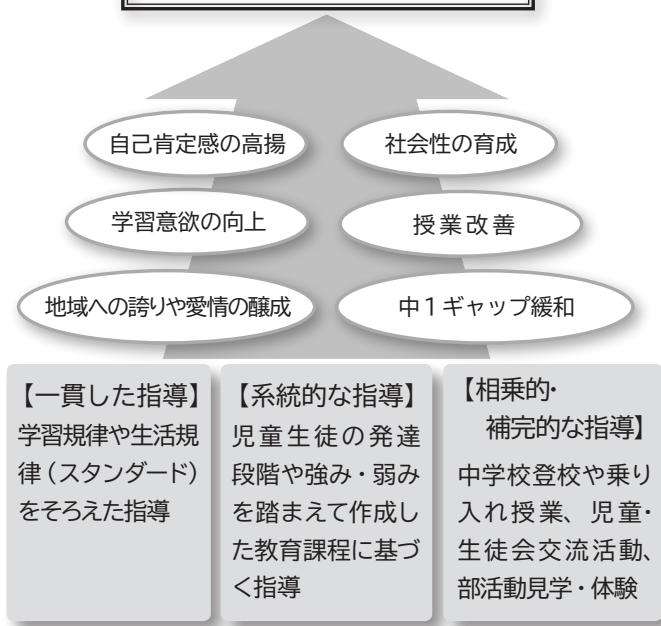 自己肯定感の高揚
社会性の育成
学習意欲の向上
授業改善
地域への誇りや愛情の醸成
中1ギャップ緩和
【一貫した指導】
学習規律や生活規
律（スタンダード）
をそろえた指導
【系統的な指導】
児童生徒の発達
段階や強み・弱み
を踏まえて作成し
た教育課程に基づ
く指導
【相乗的・
補完的な指導】
中学校登校や乗り
入れ授業、児童・
生徒会交流活動、
部活動見学・体験